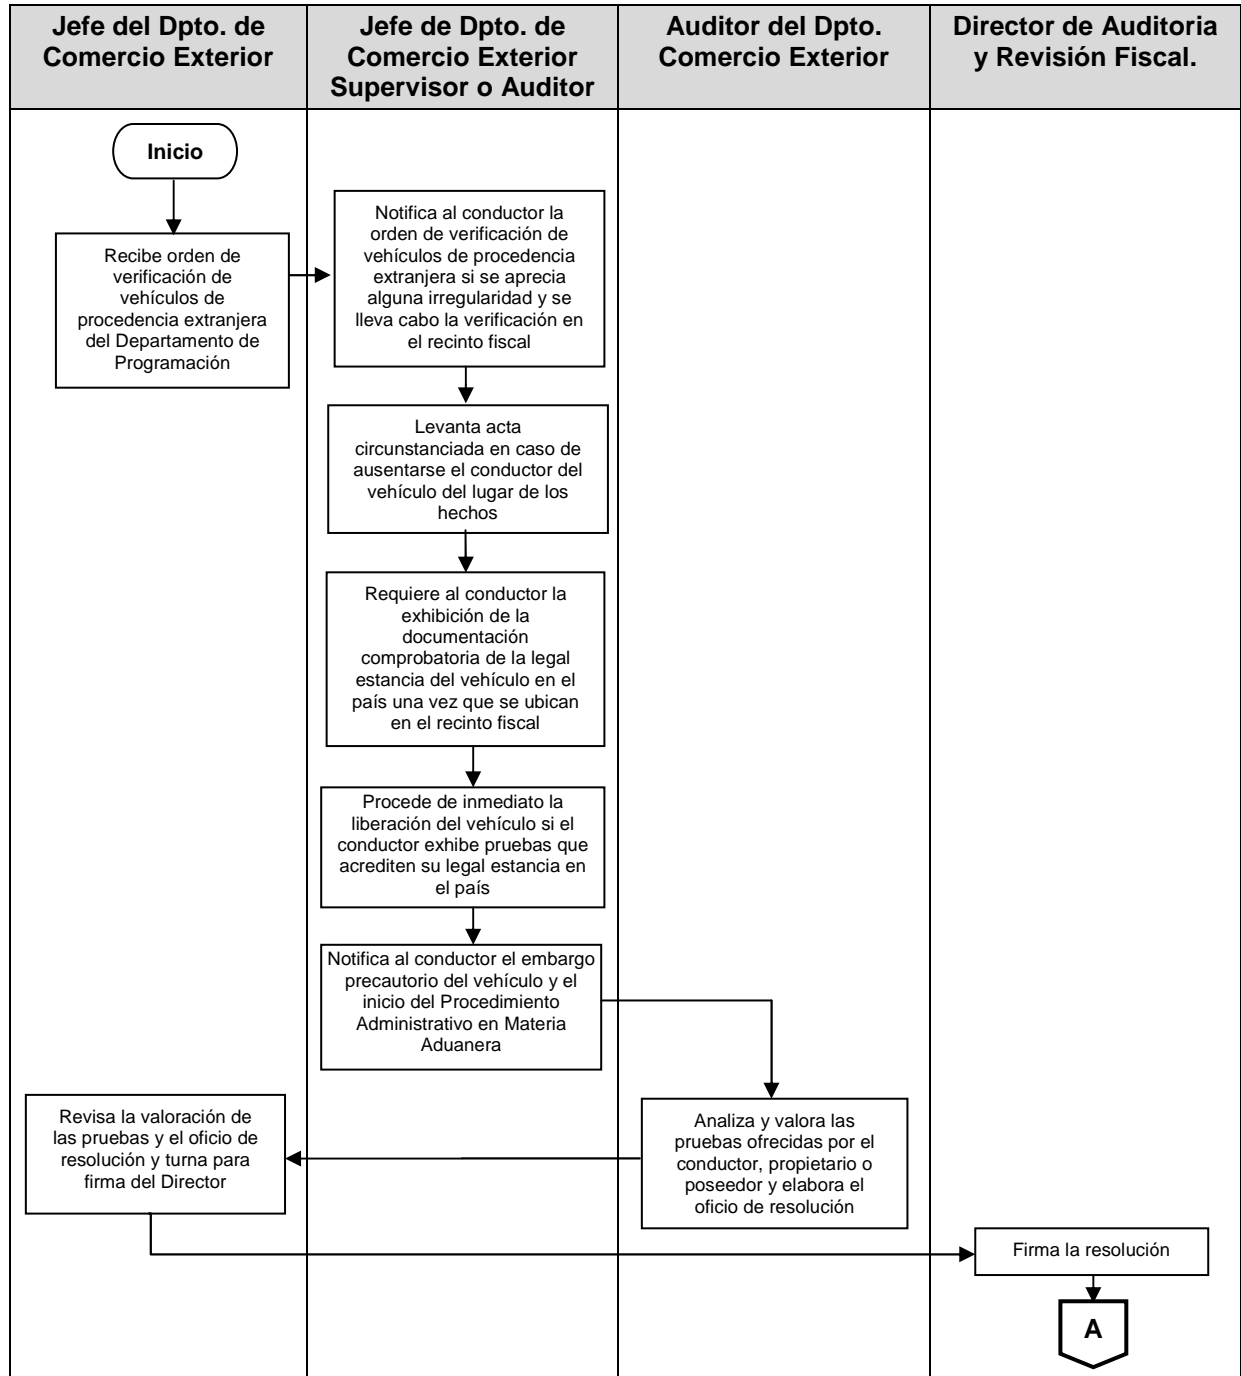 Jefe del Dpto. de
Comercio Exterior
Jefe de Dpto. de
Comercio Exterior
Supervisor o Auditor
Auditor del Dpto.
Comercio Exterior
Director de Auditoria
y Revisión Fiscal.
Inicio
Recibe orden de
verificación de
vehículos de
procedencia extranjera
del Departamento de
Programación
Notifica al conductor la
orden de verificación de
vehículos de procedencia
extranjera si se aprecia
alguna irregularidad y se
lleva cabo la verificación en
el recinto fiscal
Levanta acta
circunstanciada en caso de
ausentarse el conductor del
vehículo del lugar de los
hechos
Requiere al conductor la
exhibición de la
documentación
comprobatoria de la legal
estancia del vehículo en el
país una vez que se ubican
en el recinto fiscal
Procede de inmediato la
liberación del vehículo si el
conductor exhibe pruebas que
acrediten su legal estancia en
el país
Notifica al conductor el embargo
precautorio del vehículo y el
inicio del Procedimiento
Administrativo en Materia
Aduanera
Analiza y valora las
pruebas ofrecidas por el
conductor, propietario o
poseedor y elabora el
oficio de resolución
Revisa la valoración de
las pruebas y el oficio de
resolución y turna para
firma del Director
Firma la resolución
A